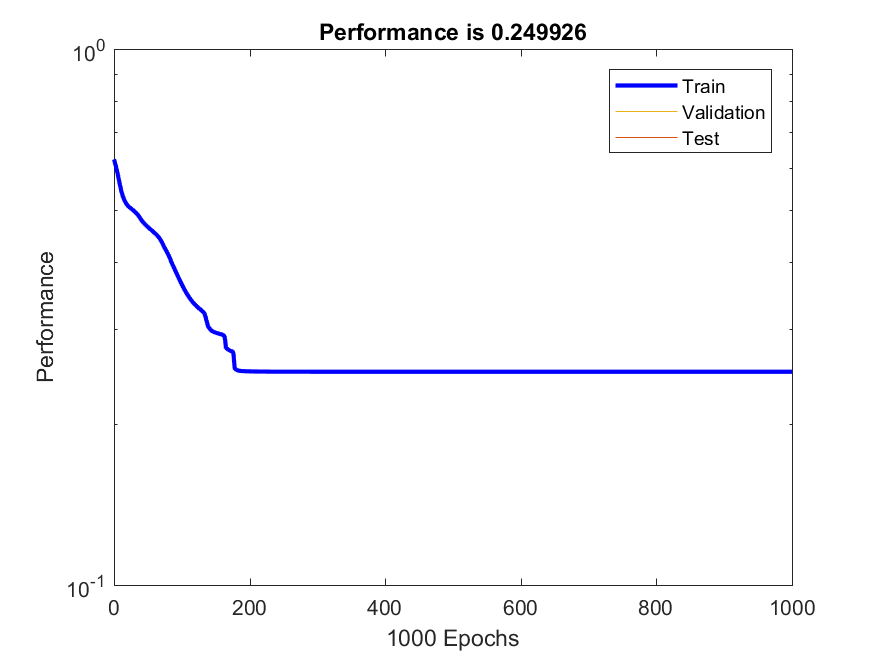 Performance is 0.249926
10^0
Train
Validation
Test
Performance
10^-1
0 200 400 600 800 1000
1000 Epochs